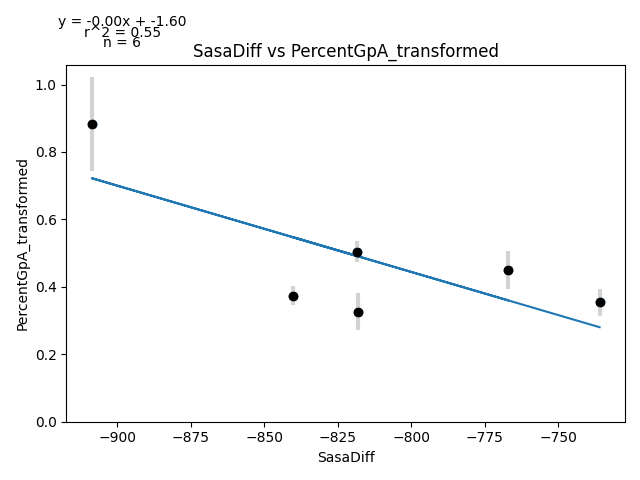 y = -0.00x + -1.60
r^2 = 0.55
n = 6
SasaDiff vs PercentGpA_transformed
PercentGpA_transformed
1.0
0.8
0.6
0.4
0.2
0.0
−900
−875
−850
−825
−800
−775
−750
SasaDiff